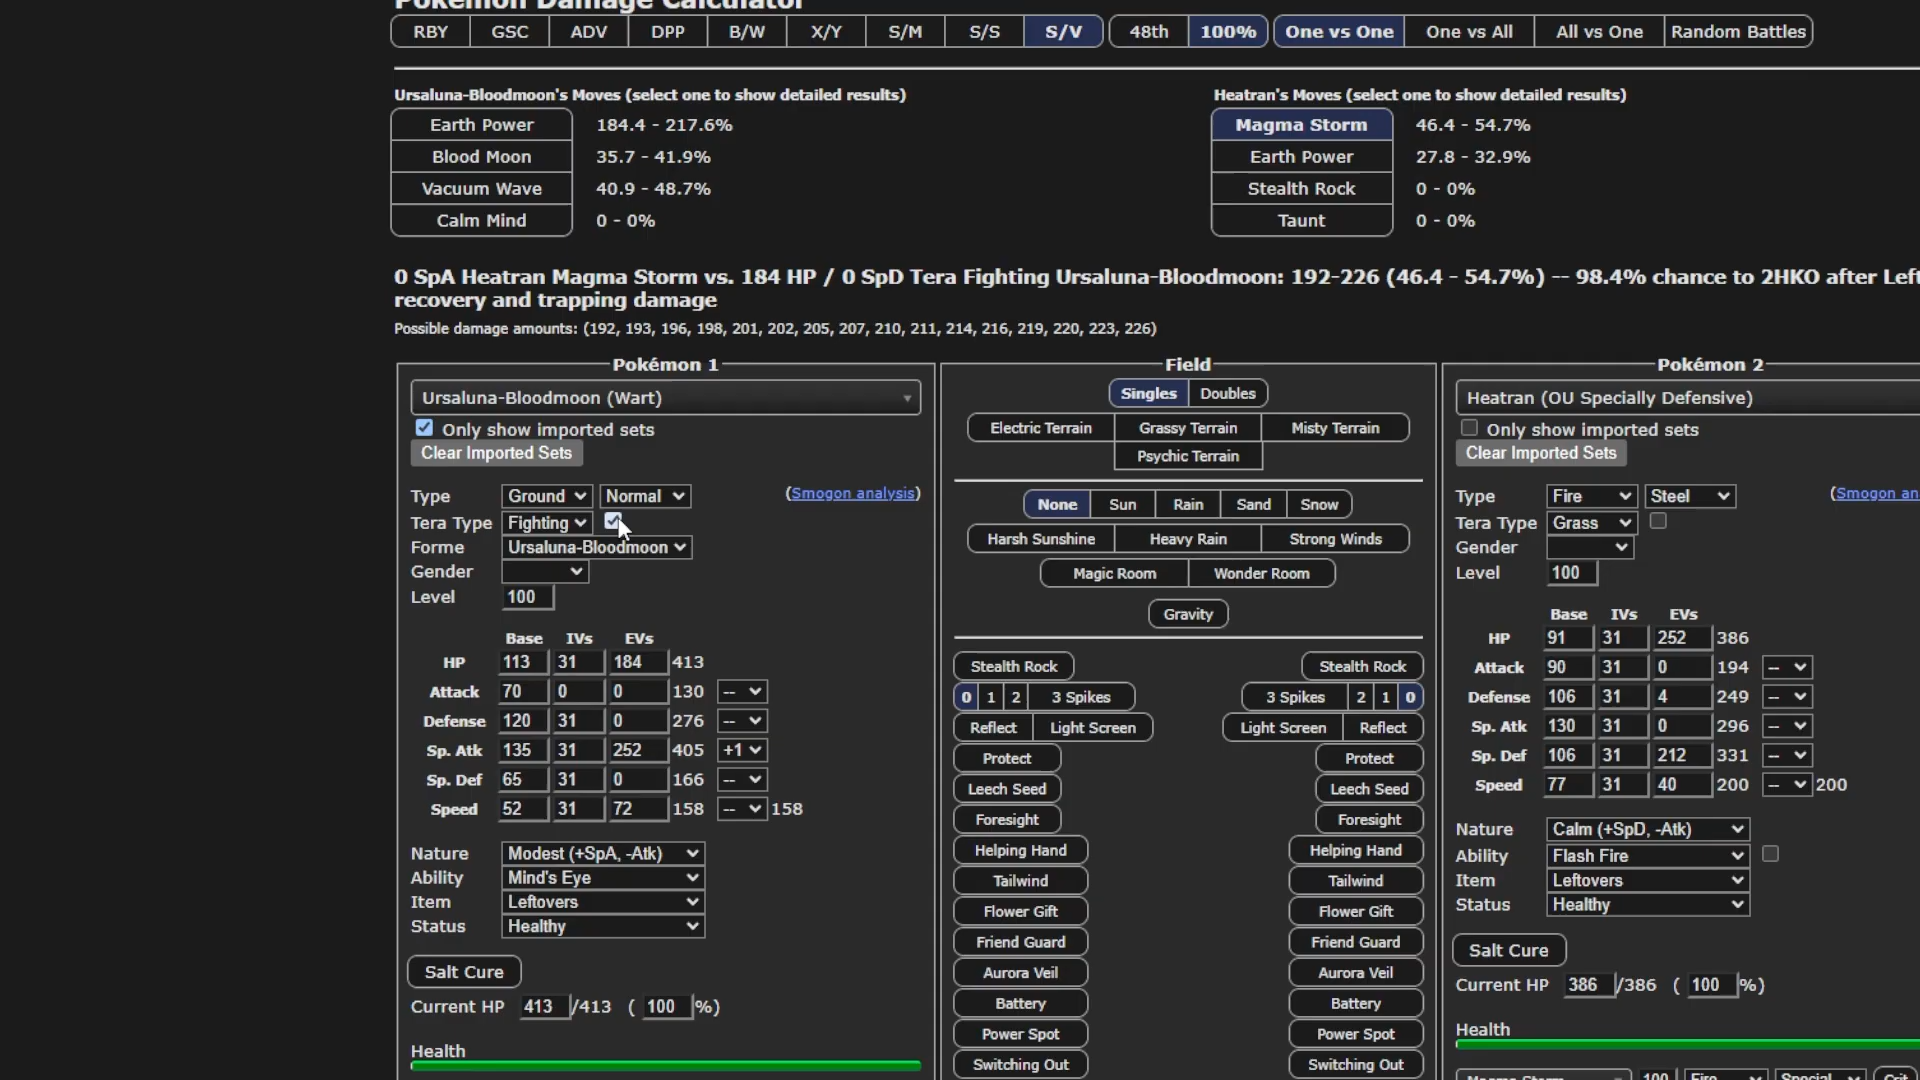 Pokémon Damage Calculator
RBY GSC ADV DPP B/W X/Y S/M S/S S/V 48th 100% One vs One One vs All All vs One Random Battles
Ursaluna-Bloodmoon's Moves (select one to show detailed results)
Earth Power 184.4 - 217.6%
Blood Moon 35.7 - 41.9%
Vacuum Wave 40.9 - 48.7%
Calm Mind 0 - 0%
Heatran's Moves (select one to show detailed results)
Magma Storm 46.4 - 54.7%
Earth Power 27.8 - 32.9%
Stealth Rock 0 - 0%
Taunt 0 - 0%
0 SpA Heatran Magma Storm vs. 184 HP / 0 SpD Tera Fighting Ursaluna-Bloodmoon: 192-226 (46.4 - 54.7%) -- 98.4% chance to 2HKO after Left
recovery and trapping damage
Possible damage amounts: (192, 193, 196, 198, 201, 202, 205, 207, 210, 211, 214, 216, 219, 220, 223, 226)
Pokémon 1
Ursaluna-Bloodmoon (Wart)
Only show imported sets
Clear Imported Sets
Type Ground Normal (Smogon analysis)
Tera Type Fighting
Forme Ursaluna-Bloodmoon
Gender
Level 100
Base IVs EVs
HP 113 31 184 413
Attack 70 0 0 130 --
Defense 120 31 0 276 --
Sp. Atk 135 31 252 405 +1
Sp. Def 65 31 0 166 --
Speed 52 31 72 158 -- 158
Nature Modest (+SpA, -Atk)
Ability Mind's Eye
Item Leftovers
Status Healthy
Salt Cure
Current HP 413 /413 ( 100 %)
Health
Field
Singles Doubles
Electric Terrain Grassy Terrain Misty Terrain
Psychic Terrain
None Sun Rain Sand Snow
Harsh Sunshine Heavy Rain Strong Winds
Magic Room Wonder Room
Gravity
Stealth Rock Stealth Rock
0 1 2 3 Spikes 3 Spikes 2 1 0
Reflect Light Screen Light Screen Reflect
Protect Protect
Leech Seed Leech Seed
Foresight Foresight
Helping Hand Helping Hand
Tailwind Tailwind
Flower Gift Flower Gift
Friend Guard Friend Guard
Aurora Veil Aurora Veil
Battery Battery
Power Spot Power Spot
Switching Out Switching Out
Pokémon 2
Heatran (OU Specially Defensive)
Only show imported sets
Clear Imported Sets
Type Fire Steel (Smogon an
Tera Type Grass
Gender
Level 100
Base IVs EVs
HP 91 31 252 386
Attack 90 31 0 194 --
Defense 106 31 4 249 --
Sp. Atk 130 31 0 296 --
Sp. Def 106 31 212 331 --
Speed 77 31 40 200 -- 200
Nature Calm (+SpD, -Atk)
Ability Flash Fire
Item Leftovers
Status Healthy
Salt Cure
Current HP 386 /386 ( 100 %)
Health
Magma Storm 100 Fire Special Crit